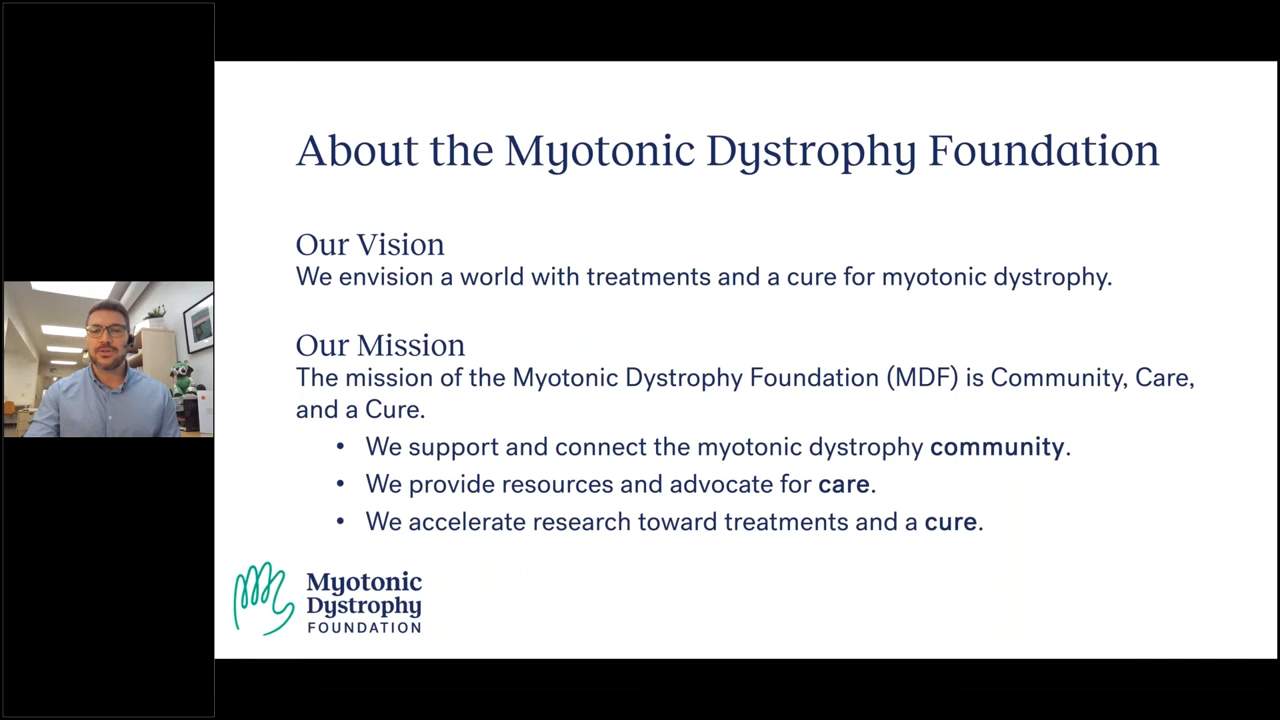 About the Myotonic Dystrophy Foundation
Our Vision
We envision a world with treatments and a cure for myotonic dystrophy.
Our Mission
The mission of the Myotonic Dystrophy Foundation (MDF) is Community, Care,
and a Cure.
• We support and connect the myotonic dystrophy community.
• We provide resources and advocate for care.
• We accelerate research toward treatments and a cure.
Myotonic
Dystrophy
FOUNDATION